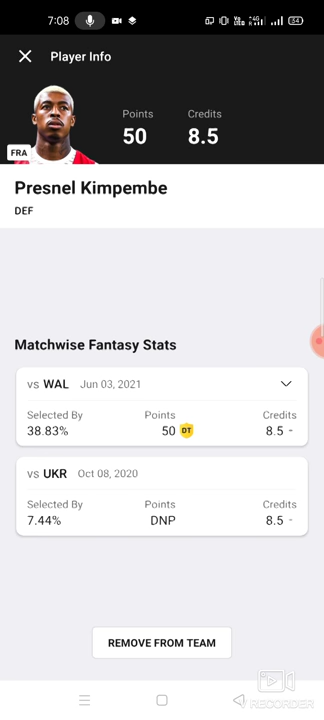 7:08
84
Player Info
Points
Credits
50
8.5
FRA
Presnel Kimpembe
DEF
Matchwise Fantasy Stats
vs WAL Jun 03, 2021
Selected By Points Credits
38.83% 50 DT 8.5 -
vs UKR Oct 08, 2020
Selected By Points Credits
7.44% DNP 8.5 -
REMOVE FROM TEAM
RECORDER